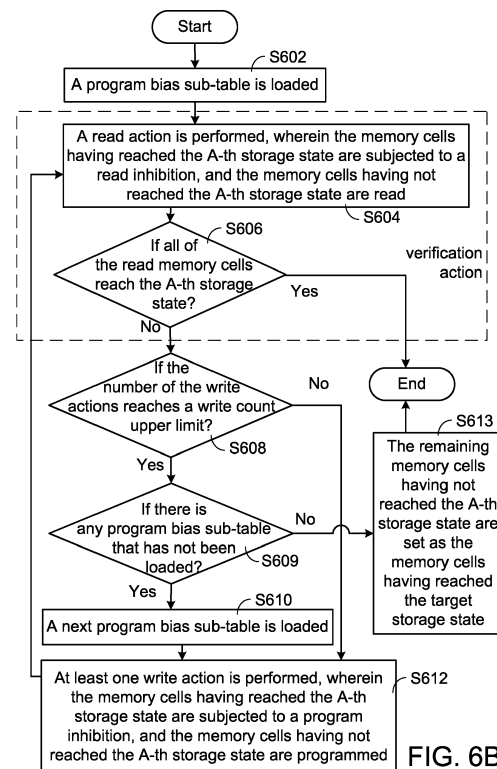 Start
S602
A program bias sub-table is loaded
A read action is performed, wherein the memory cells
having reached the A-th storage state are subjected to a
read inhibition, and the memory cells having not
reached the A-th storage state are read
S604
S606
If all of
the read memory cells
reach the A-th storage
state?
verification
action
Yes
No
If the
number of the write
actions reaches a write count
upper limit?
No
End
S608
S613
Yes
The remaining
memory cells
having not
reached the A-th
storage state are
set as the
memory cells
having reached
the target
storage state
If there is
any program bias sub-table
that has not been
loaded?
No
S609
Yes
S610
A next program bias sub-table is loaded
At least one write action is performed, wherein
the memory cells having reached the A-th
storage state are subjected to a program
inhibition, and the memory cells having not
reached the A-th storage state are programmed
S612
FIG. 6B